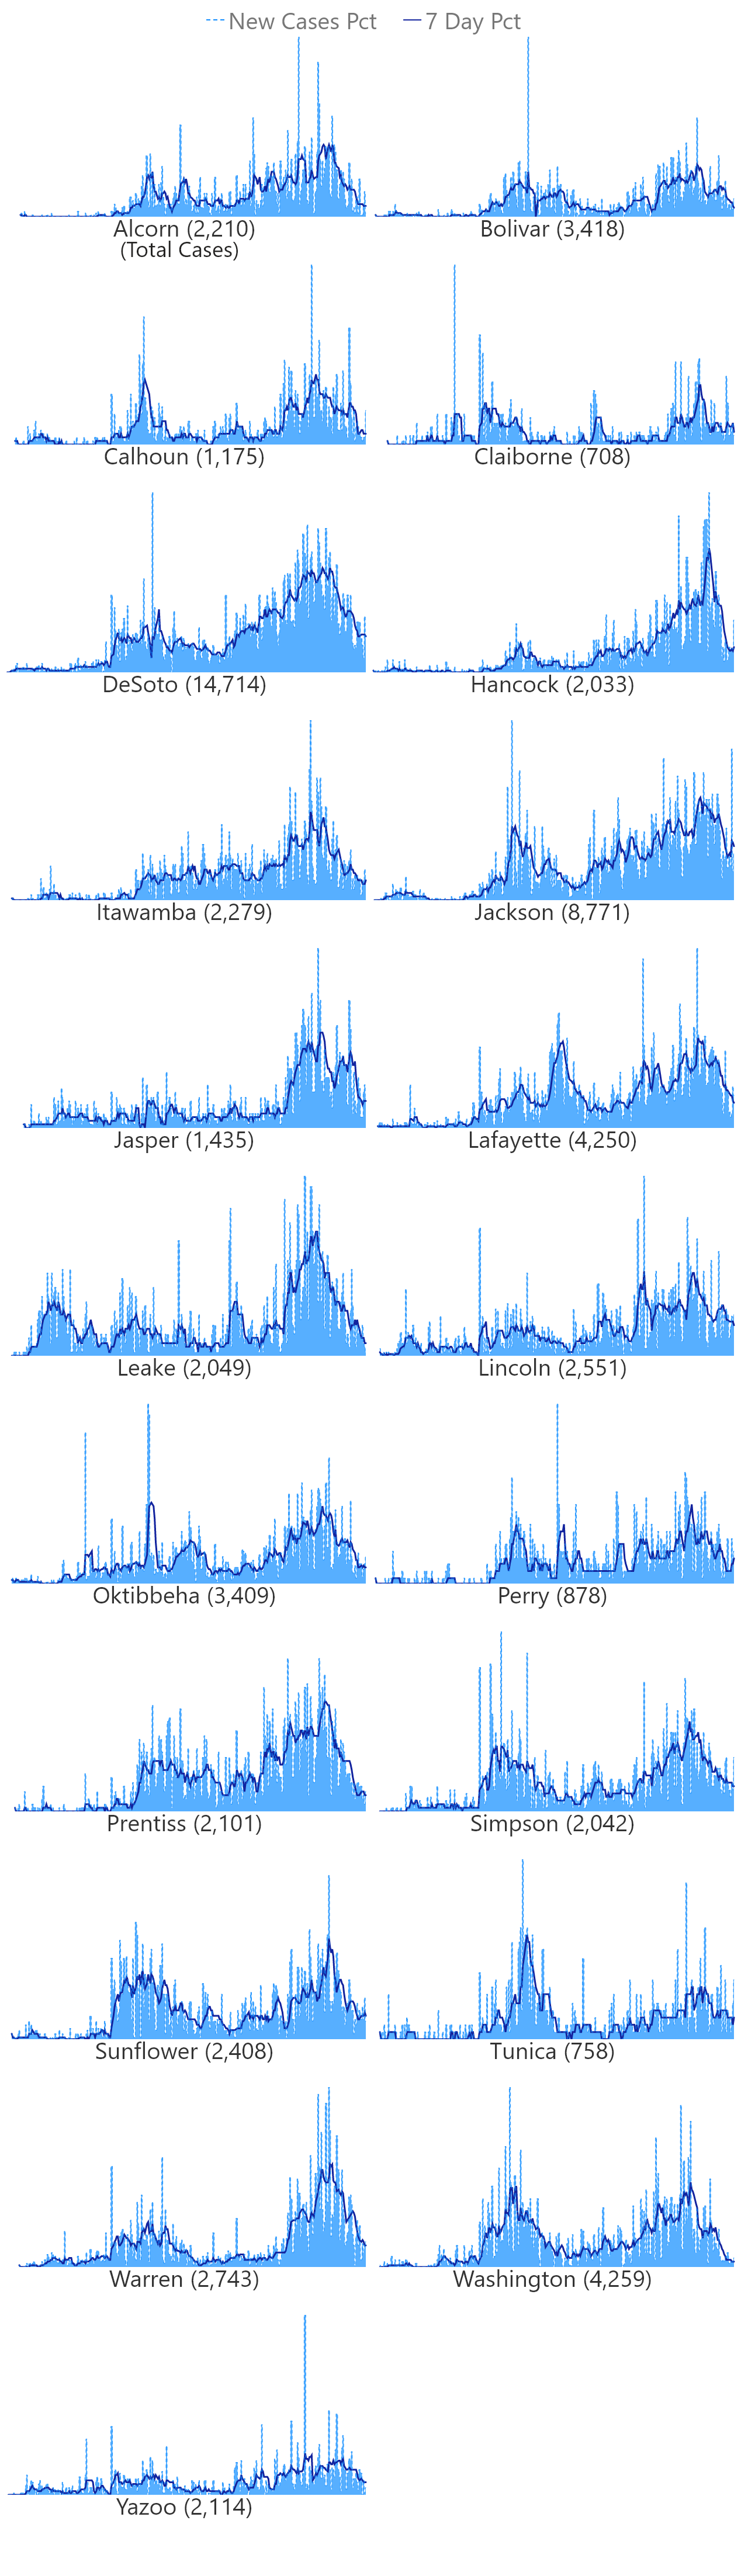 New Cases Pct 7 Day Pct
Alcorn (2,210) Bolivar (3,418)
(Total Cases)
Calhoun (1,175) Claiborne (708)
DeSoto (14,714) Hancock (2,033)
Itawamba (2,279) Jackson (8,771)
Jasper (1,435) Lafayette (4,250)
Leake (2,049) Lincoln (2,551)
Oktibbeha (3,409) Perry (878)
Prentiss (2,101) Simpson (2,042)
Sunflower (2,408) Tunica (758)
Warren (2,743) Washington (4,259)
Yazoo (2,114)